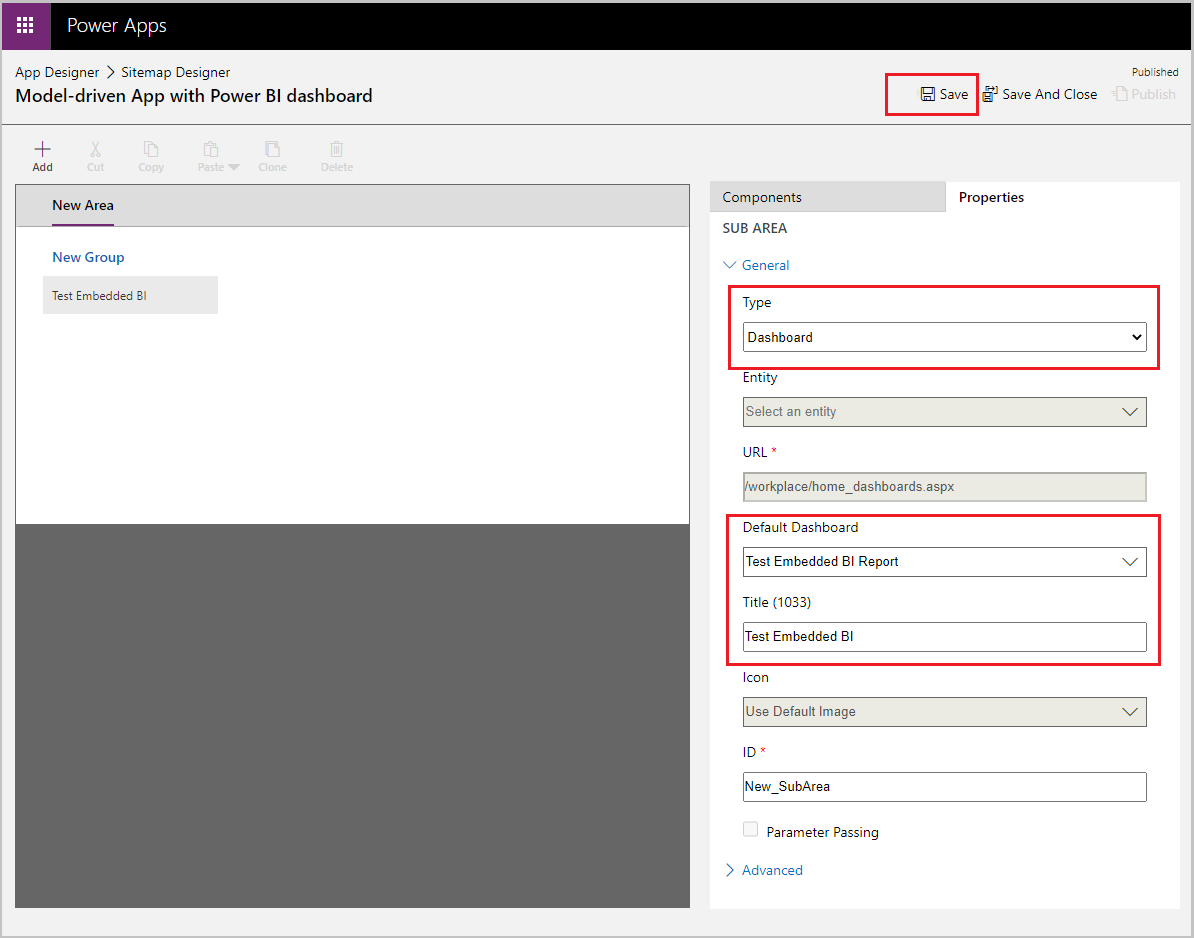 Power Apps
App Designer > Sitemap Designer
Published
Model-driven App with Power BI dashboard
Save
Save And Close
Publish
Add
Cut
Copy
Paste
Clone
Delete
New Area
New Group
Test Embedded BI
Components
Properties
SUB AREA
General
Type
Dashboard
Entity
Select an entity
URL *
/workplace/home_dashboards.aspx
Default Dashboard
Test Embedded BI Report
Title (1033)
Test Embedded BI
Icon
Use Default Image
ID *
New_SubArea
Parameter Passing
Advanced